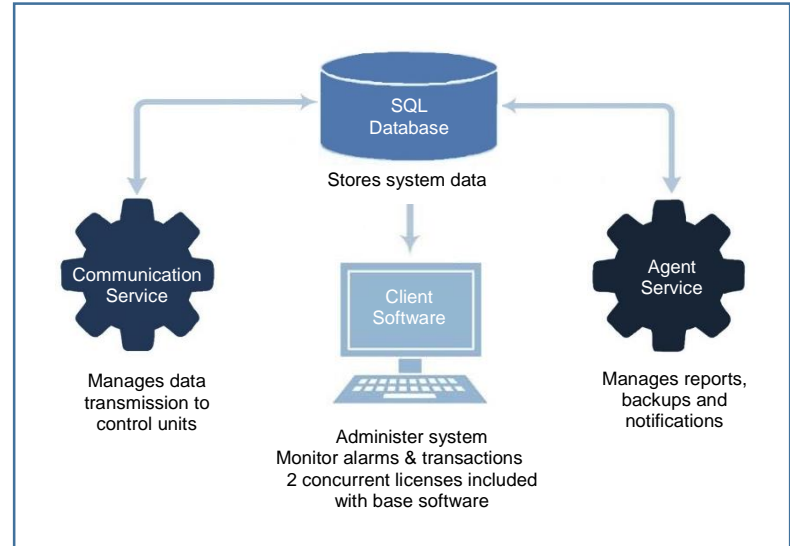 SQL
Database
Stores system data
Communication
Service
Manages data
transmission to
control units
Client
Software
Administer system
Monitor alarms & transactions
2 concurrent licenses included
with base software
Agent
Service
Manages reports,
backups and
notifications